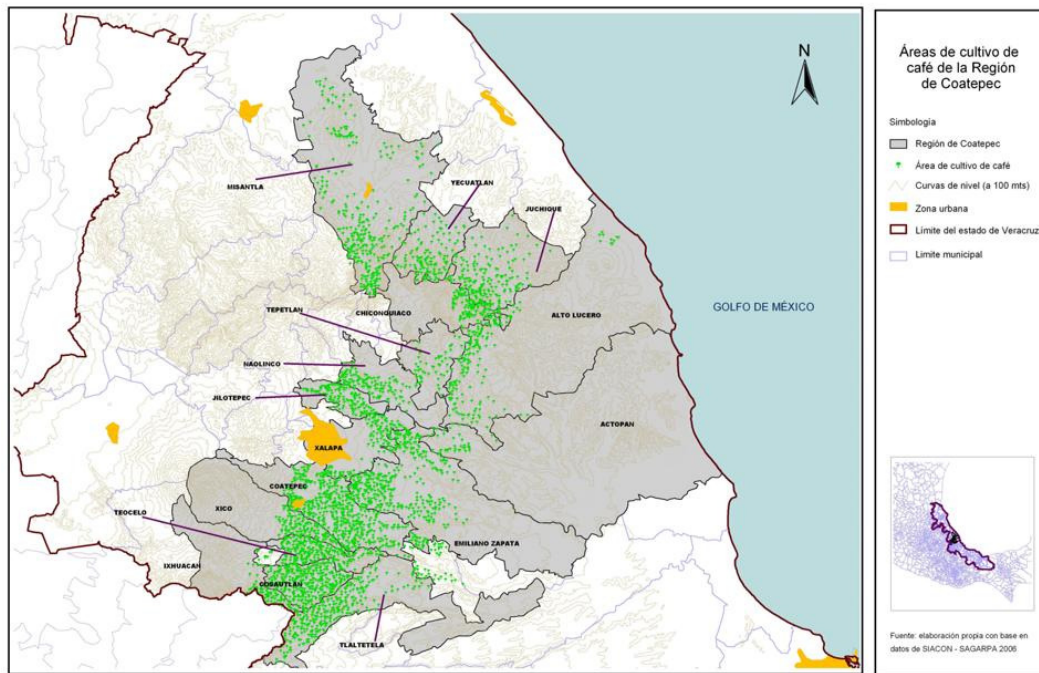 N
MISANTLA
YECUATLAN
JUCHIQUE
GOLFO DE MÉXICO
CHICONQUIACO
ALTO LUCERO
TEPETLAN
NAOLINCO
JILOTEPEC
ACTOPAN
XALAPA
COATEPEC
XICO
TEOCELO
EMILIANO ZAPATA
IXHUACAN
COSAUTLAN
TLALTETELA
Áreas de cultivo de
café de la Región
de Coatepec
Simbología
Región de Coatepec
Área de cultivo de café
Curvas de nivel (a 100 mts)
Zona urbana
Límite del estado de Veracruz
Limite municipal
Fuente: elaboración propia con base en
datos de SIACON - SAGARPA 2006